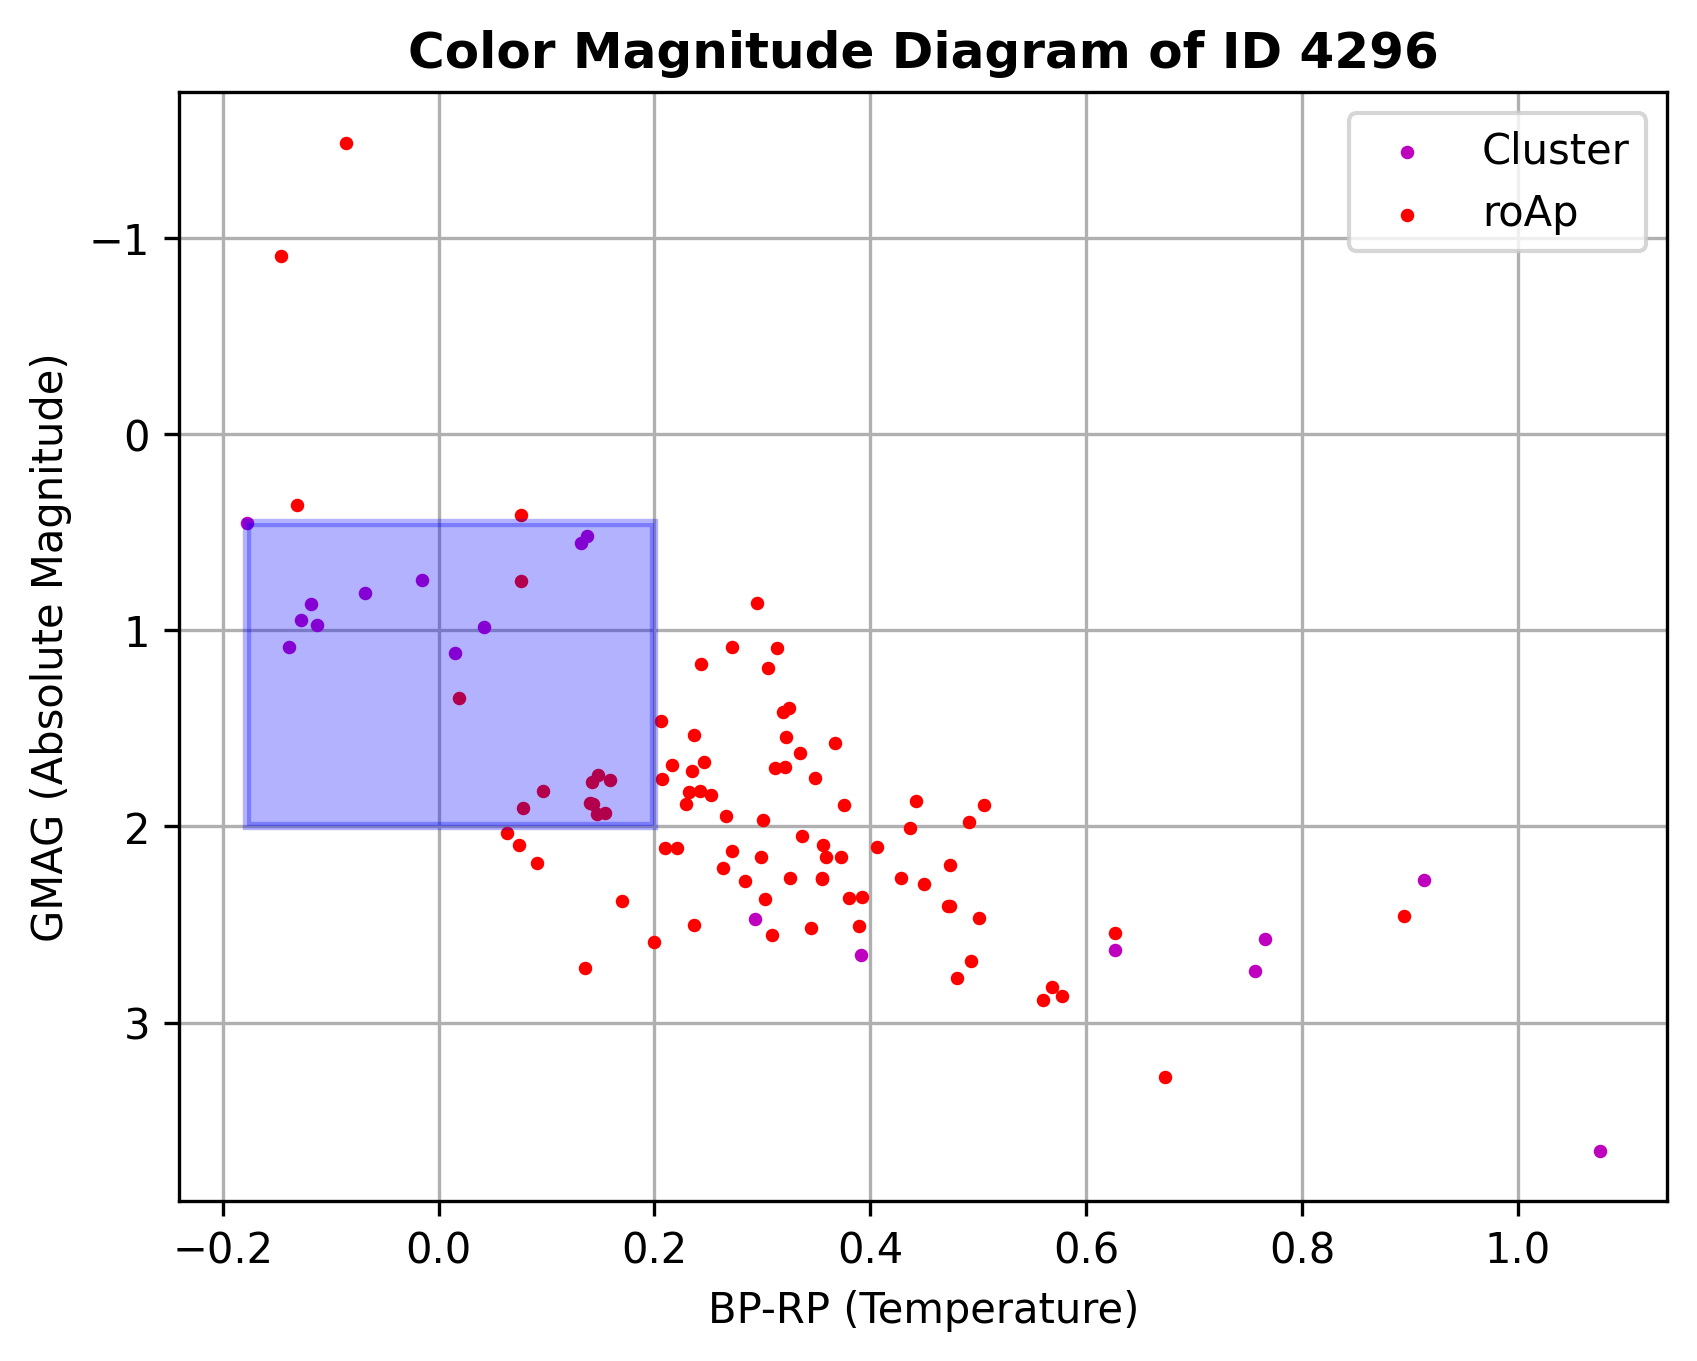 Color Magnitude Diagram of ID 4296
Cluster
roAp
−1
0
1
2
3
GMAG (Absolute Magnitude)
−0.2 0.0 0.2 0.4 0.6 0.8 1.0
BP-RP (Temperature)